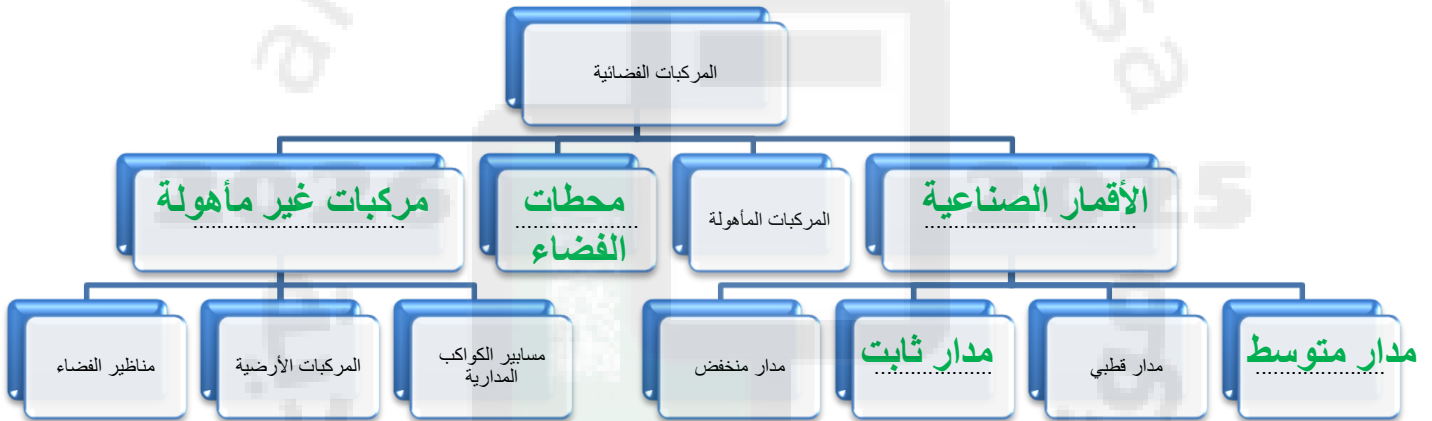 المركبات الفضائية
الأقمار الصناعية
المركبات المأهولة
محطات
الفضاء
مركبات غير مأهولة
مدار متوسط
مدار قطبي
مدار ثابت
مدار منخفض
مسابير الكواكب
المدارية
المركبات الأرضية
مناظير الفضاء